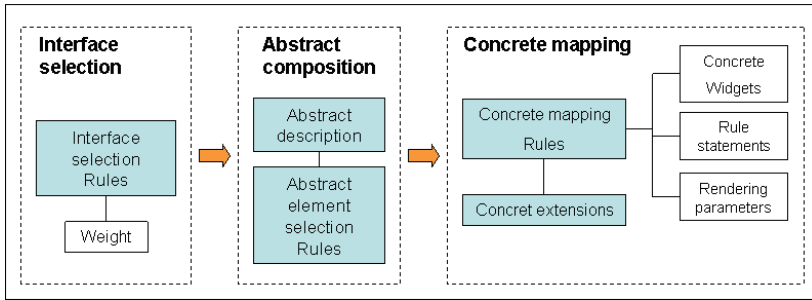 Interface
selection
Interface
selection
Rules
Weight
Abstract
composition
Abstract
description
Abstract
element
selection
Rules
Concrete mapping
Concrete mapping
Rules
Concret extensions
Concrete
Widgets
Rule
statements
Rendering
parameters